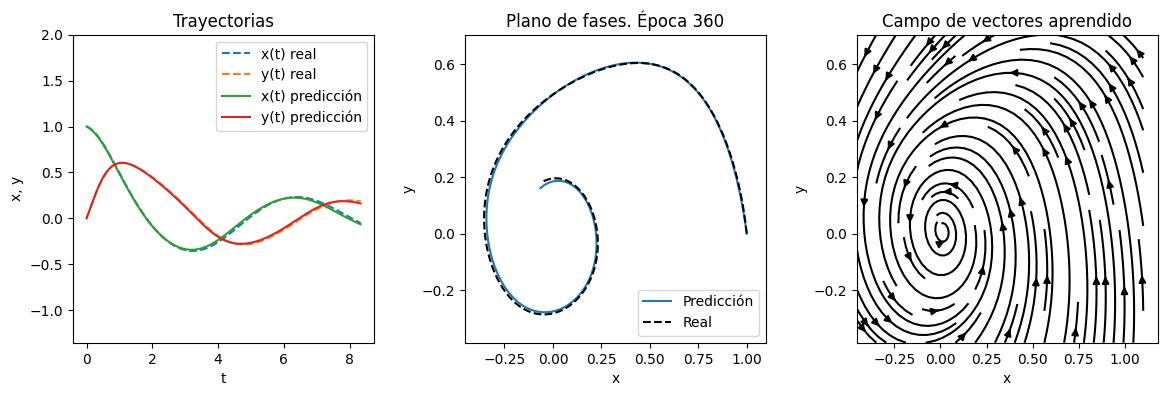 Trayectorias
2.0
1.5
1.0
0.5
0.0
−0.5
−1.0
x, y
0 2 4 6 8
t
x(t) real
y(t) real
x(t) predicción
y(t) predicción
Plano de fases. Época 360
0.6
0.4
0.2
0.0
−0.2
y
−0.25 0.00 0.25 0.50 0.75 1.00
x
Predicción
Real
Campo de vectores aprendido
0.6
0.4
0.2
0.0
−0.2
y
−0.25 0.00 0.25 0.50 0.75 1.00
x